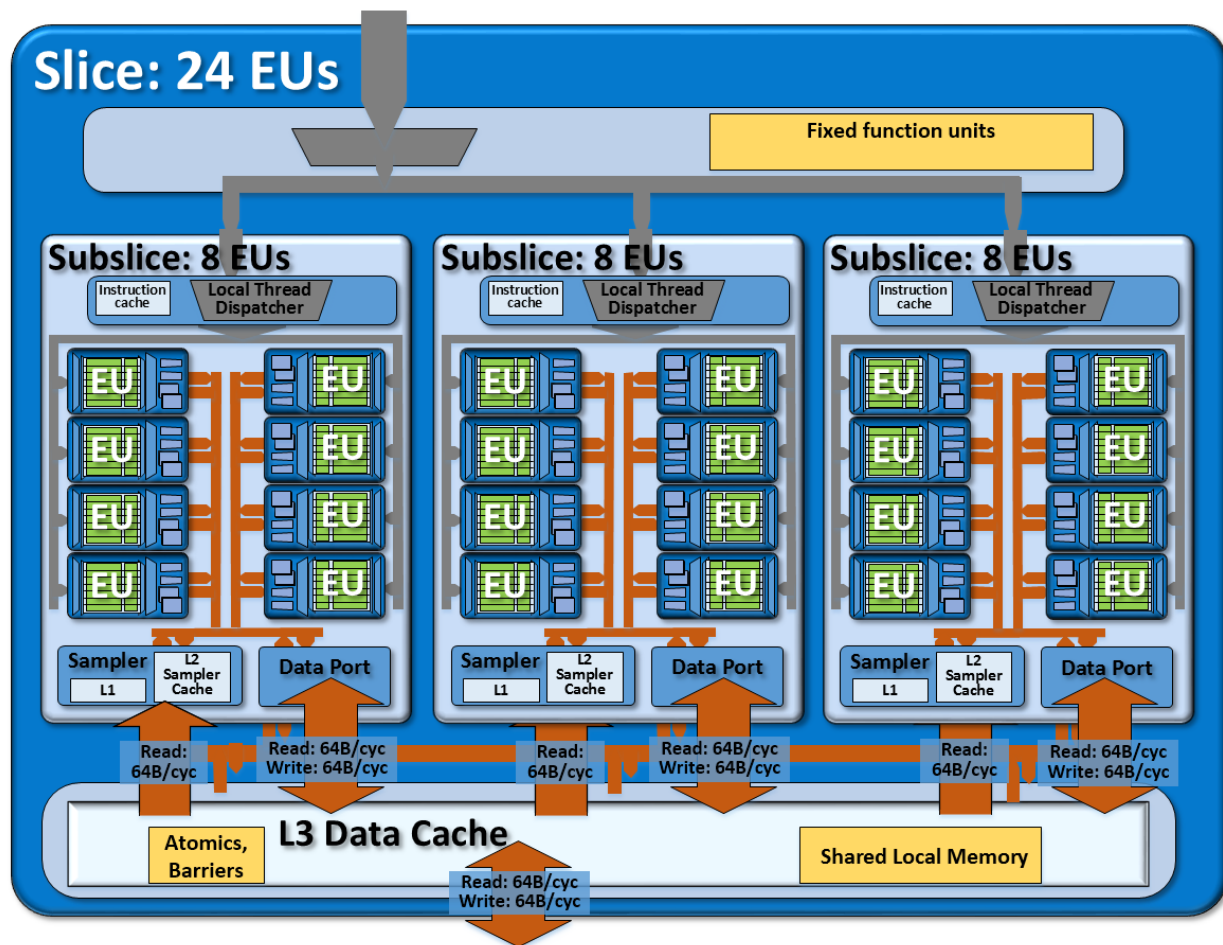 Slice: 24 EUs
Fixed function units
Subslice: 8 EUs
Instruction
cache
Local Thread
Dispatcher
EU
EU
EU
EU
EU
EU
EU
EU
Sampler
L1
L2
Sampler
Cache
Data Port
Subslice: 8 EUs
Instruction
cache
Local Thread
Dispatcher
EU
EU
EU
EU
EU
EU
EU
EU
Sampler
L1
L2
Sampler
Cache
Data Port
Subslice: 8 EUs
Instruction
cache
Local Thread
Dispatcher
EU
EU
EU
EU
EU
EU
EU
EU
Sampler
L1
L2
Sampler
Cache
Data Port
Read:
64B/cyc
Read: 64B/cyc
Write: 64B/cyc
Read:
64B/cyc
Read: 64B/cyc
Write: 64B/cyc
Read:
64B/cyc
Read: 64B/cyc
Write: 64B/cyc
L3 Data Cache
Atomics,
Barriers
Shared Local Memory
Read: 64B/cyc
Write: 64B/cyc